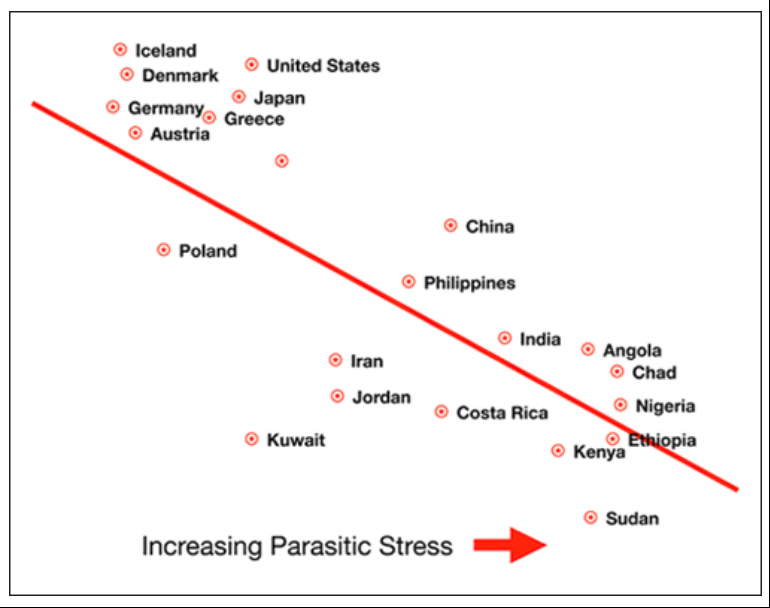 Iceland
United States
Denmark
Japan
Germany
Greece
Austria
China
Poland
Philippines
India
Angola
Iran
Chad
Jordan
Nigeria
Costa Rica
Kuwait
Ethiopia
Kenya
Sudan
Increasing Parasitic Stress